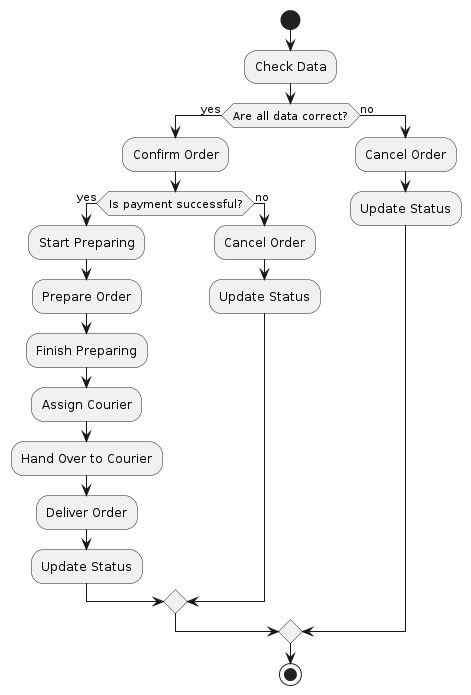 Check Data
yes
Are all data correct?
no
Confirm Order
Cancel Order
yes
Is payment successful?
no
Update Status
Start Preparing
Cancel Order
Prepare Order
Update Status
Finish Preparing
Assign Courier
Hand Over to Courier
Deliver Order
Update Status